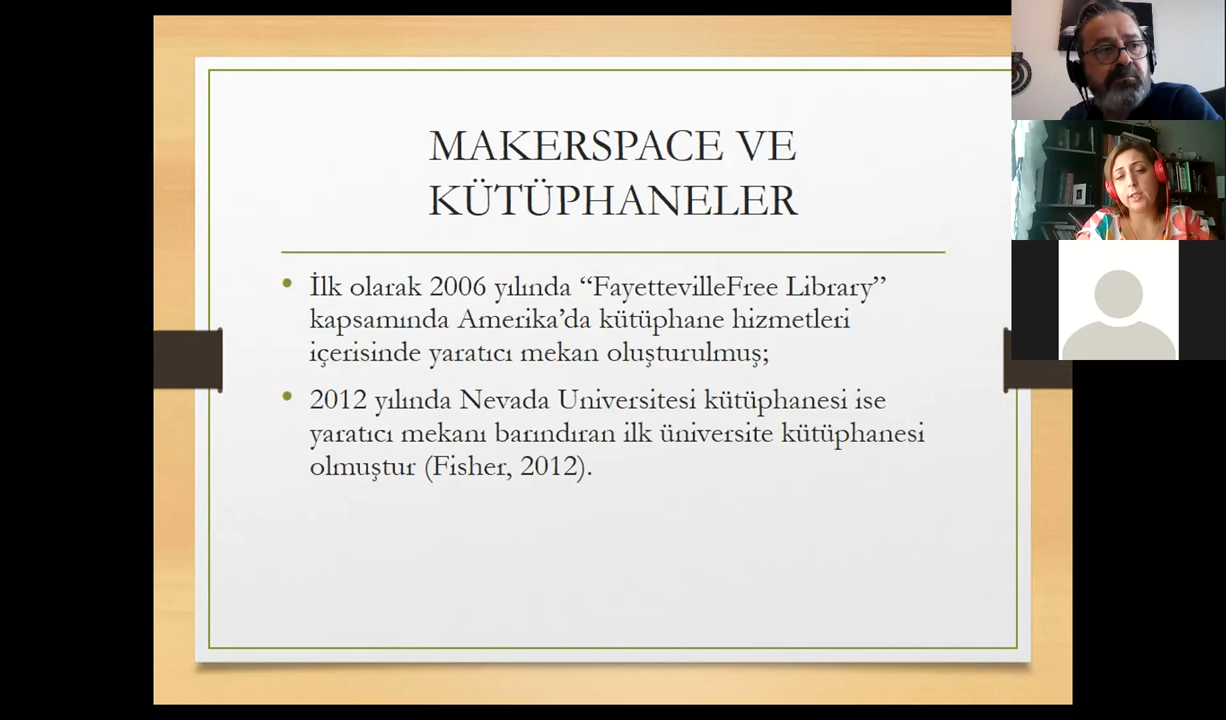 MAKERSPACE VE
KÜTÜPHANELER
• İlk olarak 2006 yılında “FayettevilleFree Library”
kapsamında Amerika’da kütüphane hizmetleri
içerisinde yaratıcı mekan oluşturulmuş;
• 2012 yılında Nevada Universitesi kütüphanesi ise
yaratıcı mekanı barındıran ilk üniversite kütüphanesi
olmuştur (Fisher, 2012).